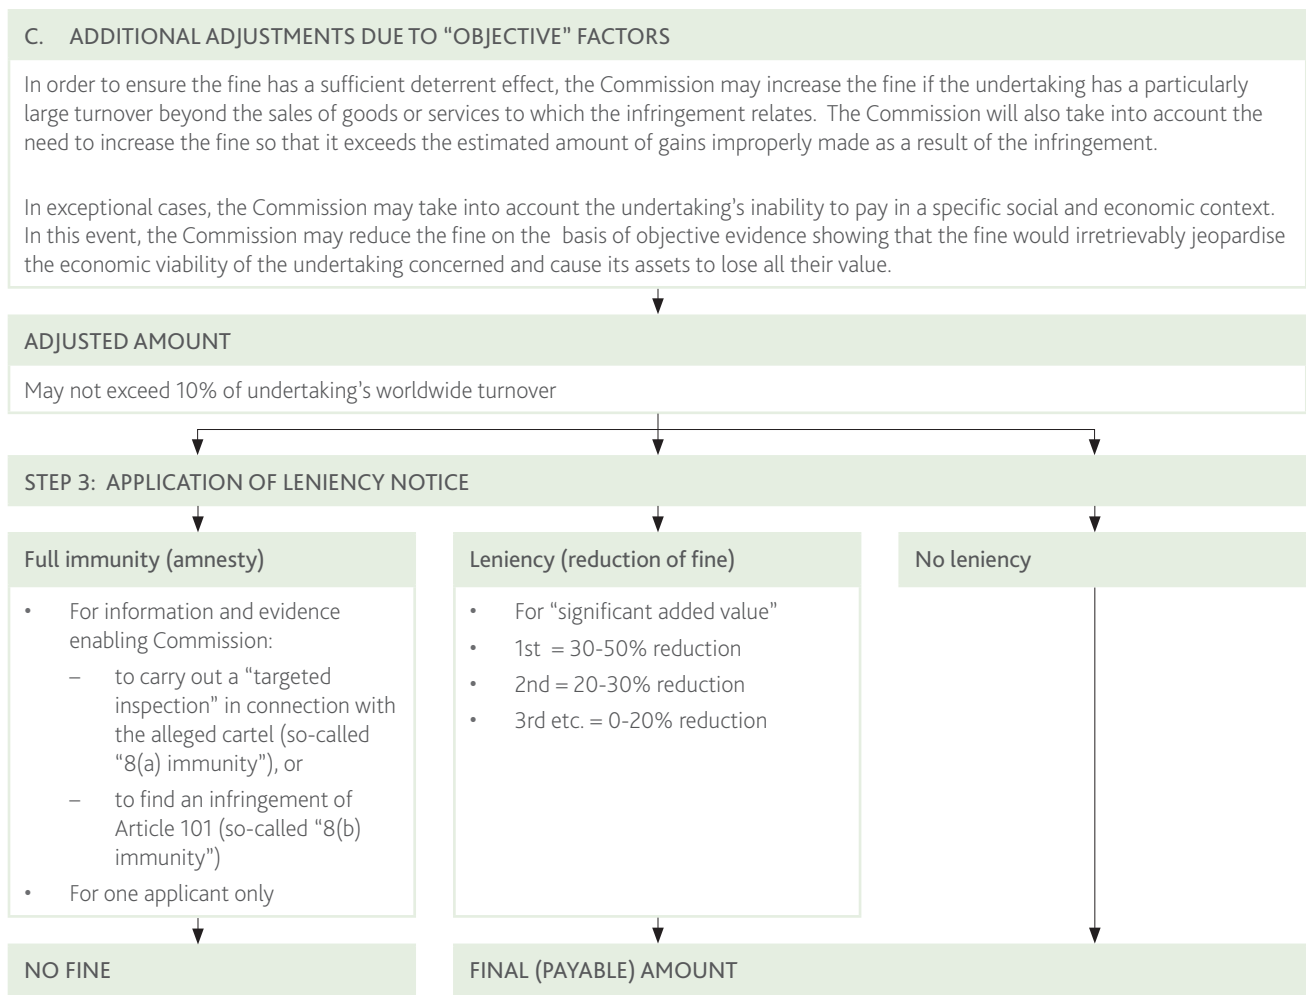 C. ADDITIONAL ADJUSTMENTS DUE TO “OBJECTIVE” FACTORS
In order to ensure the fine has a sufficient deterrent effect, the Commission may increase the fine if the undertaking has a particularly
large turnover beyond the sales of goods or services to which the infringement relates. The Commission will also take into account the
need to increase the fine so that it exceeds the estimated amount of gains improperly made as a result of the infringement.
In exceptional cases, the Commission may take into account the undertaking’s inability to pay in a specific social and economic context.
In this event, the Commission may reduce the fine on the basis of objective evidence showing that the fine would irretrievably jeopardise
the economic viability of the undertaking concerned and cause its assets to lose all their value.
ADJUSTED AMOUNT
May not exceed 10% of undertaking’s worldwide turnover
STEP 3: APPLICATION OF LENIENCY NOTICE
Full immunity (amnesty)
• For information and evidence
enabling Commission:
– to carry out a “targeted
inspection” in connection with
the alleged cartel (so-called
“8(a) immunity”), or
– to find an infringement of
Article 101 (so-called “8(b)
immunity”)
• For one applicant only
Leniency (reduction of fine)
• For “significant added value”
• 1st = 30-50% reduction
• 2nd = 20-30% reduction
• 3rd etc. = 0-20% reduction
No leniency
NO FINE
FINAL (PAYABLE) AMOUNT